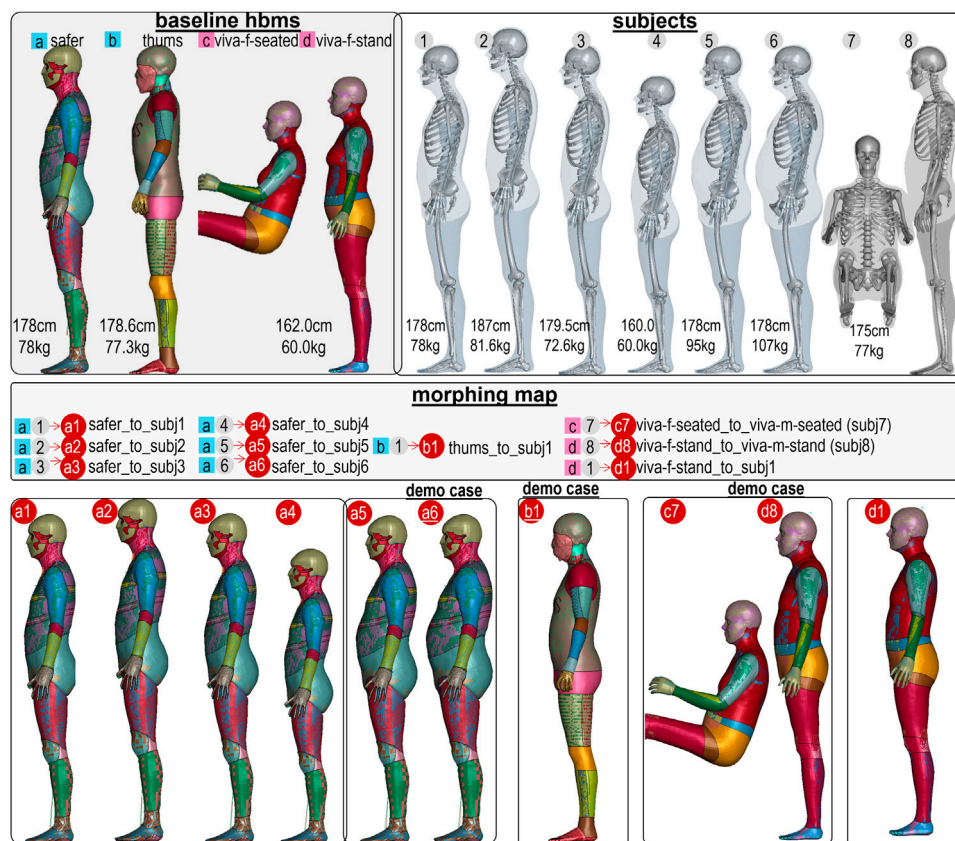 baseline hbms
a safer b thums c viva-f-seated d viva-f-stand
178cm
78kg
178.6cm
77.3kg
162.0cm
60.0kg
subjects
1 2 3 4 5 6 7 8
178cm
78kg
187cm
81.6kg
179.5cm
72.6kg
160.0
60.0kg
178cm
95kg
178cm
107kg
175cm
77kg
morphing map
a 1 → a1 safer_to_subj1
a 2 → a2 safer_to_subj2
a 3 → a3 safer_to_subj3
a 4 → a4 safer_to_subj4
a 5 → a5 safer_to_subj5
a 6 → a6 safer_to_subj6
b 1 → b1 thums_to_subj1
c 7 → c7 viva-f-seated_to_viva-m-seated (subj7)
d 8 → d8 viva-f-stand_to_viva-m-stand (subj8)
d 1 → d1 viva-f-stand_to_subj1
demo case demo case demo case
a1 a2 a3 a4 a5 a6 b1 c7 d8 d1